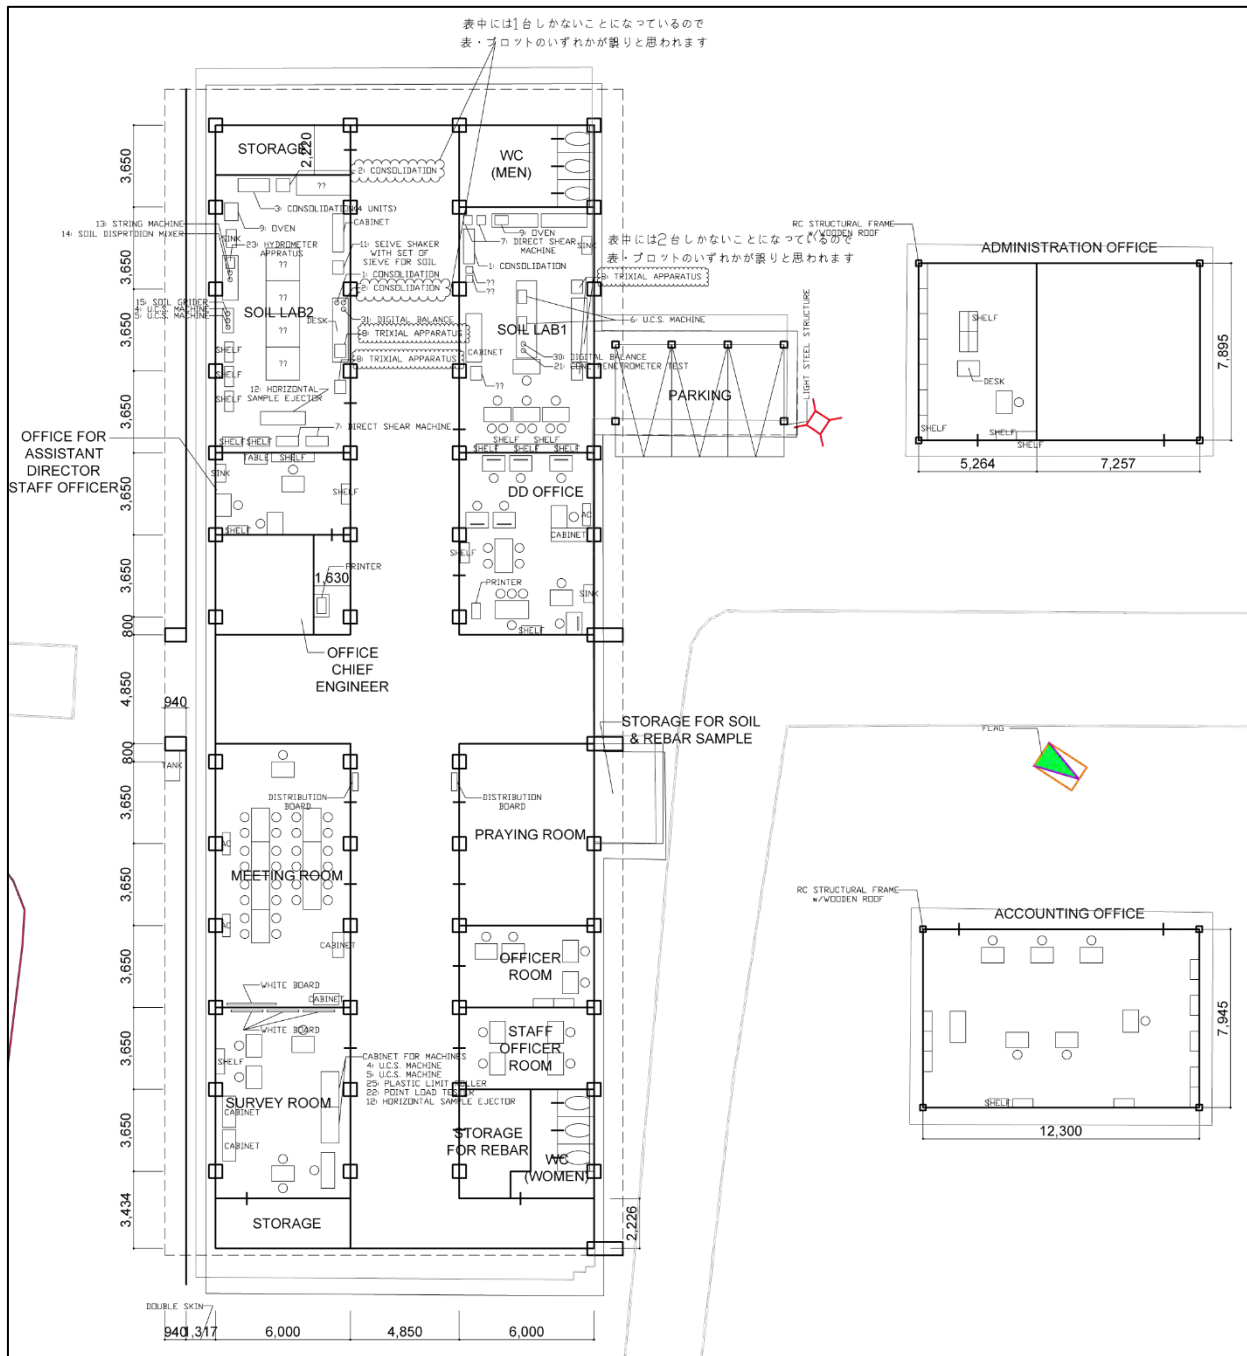 表中には1台しかないことになっているので
表・プロットのいずれかが誤りと思われます
STORAGE
2,220
WC
(MEN)
??
2: CONSOLIDATION
3: CONSOLIDATION(4 UNITS)
13: STRING MACHINE
14: SOIL DISPRTDION MIXER
9: OVEN
SINK
23: HYDROMETER
APPRATUS
CABINET
11: SEIVE SHAKER
WITH SET OF
SIEVE FOR SOIL
1: CONSOLIDATION
2: CONSOLIDATION
31: DIGITAL BALANCE
8: TRIXIAL APPARATUS
8: TRIXIAL APPARATUS
??
??
??
??
SOIL LAB2
DESK
15: SOIL GRIDER
4: U.C.S. MACHINE
5: U.C.S. MACHINE
SHELF
SHELF
SHELF
12: HORIZONTAL
SAMPLE EJECTOR
7: DIRECT SHEAR MACHINE
SHELF
SHELF
9: OVEN
7: DIRECT SHEAR
MACHINE
SINK
1: CONSOLIDATION
??
??
表中には2台しかないことになっているので
表・プロットのいずれかが誤りと思われます
8: TRIXIAL APPARATUS
6: U.C.S. MACHINE
SOIL LAB1
CABINET
30: DIGITAL BALANCE
21: CONE PENETROMETER TEST
??
SHELF
SHELF
SHELF
SHELF
SHELF
PARKING
LIGHT STEEL STRUCTURE
RC STRUCTURAL FRAME
w/WOODEN ROOF
ADMINISTRATION OFFICE
SHELF
DESK
SHELF
SHELF
SHELF
7,895
5,264
7,257
OFFICE FOR
ASSISTANT
DIRECTOR
STAFF OFFICER
TABLE
SHELF
SINK
SHELF
SHELF
DD OFFICE
AC
CABINET
SHELF
PRINTER
SINK
SHELF
1,630
PRINTER
OFFICE
CHIEF
ENGINEER
3,650
3,650
3,650
3,650
3,650
3,650
800
4,850
940
800
TANK
3,650
3,650
3,650
3,650
3,650
3,434
STORAGE FOR SOIL
& REBAR SAMPLE
FLAG
DISTRIBUTION
BOARD
DISTRIBUTION
BOARD
PRAYING ROOM
AC
MEETING ROOM
AC
CABINET
WHITE BOARD
CABINET
WHITE BOARD
OFFICER
ROOM
STAFF
OFFICER
ROOM
SHELF
CABINET FOR MACHINES
4: U.C.S. MACHINE
5: U.C.S. MACHINE
25: PLASTIC LIMIT ROLLER
22: POINT LOAD TESTER
12: HORIZONTAL SAMPLE EJECTOR
SURVEY ROOM
CABINET
CABINET
STORAGE
FOR REBAR
WC
(WOMEN)
STORAGE
2,226
RC STRUCTURAL FRAME
w/WOODEN ROOF
ACCOUNTING OFFICE
SHELF
7,945
12,300
DOUBLE SKIN
940
1,317
6,000
4,850
6,000